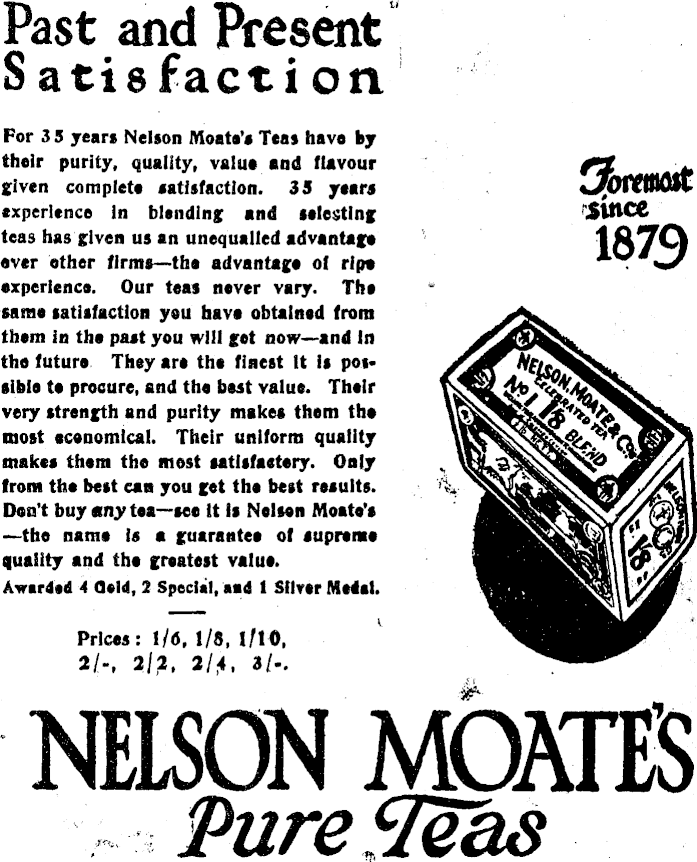 Past and Present
Satisfaction
For 35 years Nelson Moate's Teas have by
their purity, quality, value and flavour
given complete satisfaction. 35 years
experience in blending and selecting
teas has given us an unequalled advantage
over other firms—the advantage of ripe
experience. Our teas never vary. The
same satisfaction you have obtained from
them in the past you will get now—and in
the future. They are the finest it is pos-
sible to procure, and the best value. Their
very strength and purity makes them the
most economical. Their uniform quality
makes them the most satisfactory. Only
from the best can you get the best results.
Don't buy any tea—see it is Nelson Moate's
—the name is a guarantee of supreme
quality and the greatest value.
Awarded 4 Gold, 2 Special, and 1 Silver Medal.
Prices: 1/6, 1/8, 1/10,
2/-, 2/2, 2/4, 3/-.
Foremost
since
1879
NELSON, MOATE & Co's
CELEBRATED TEA
No 1 1/8 BLEND
1/8
NELSON MOATE'S
Pure Teas